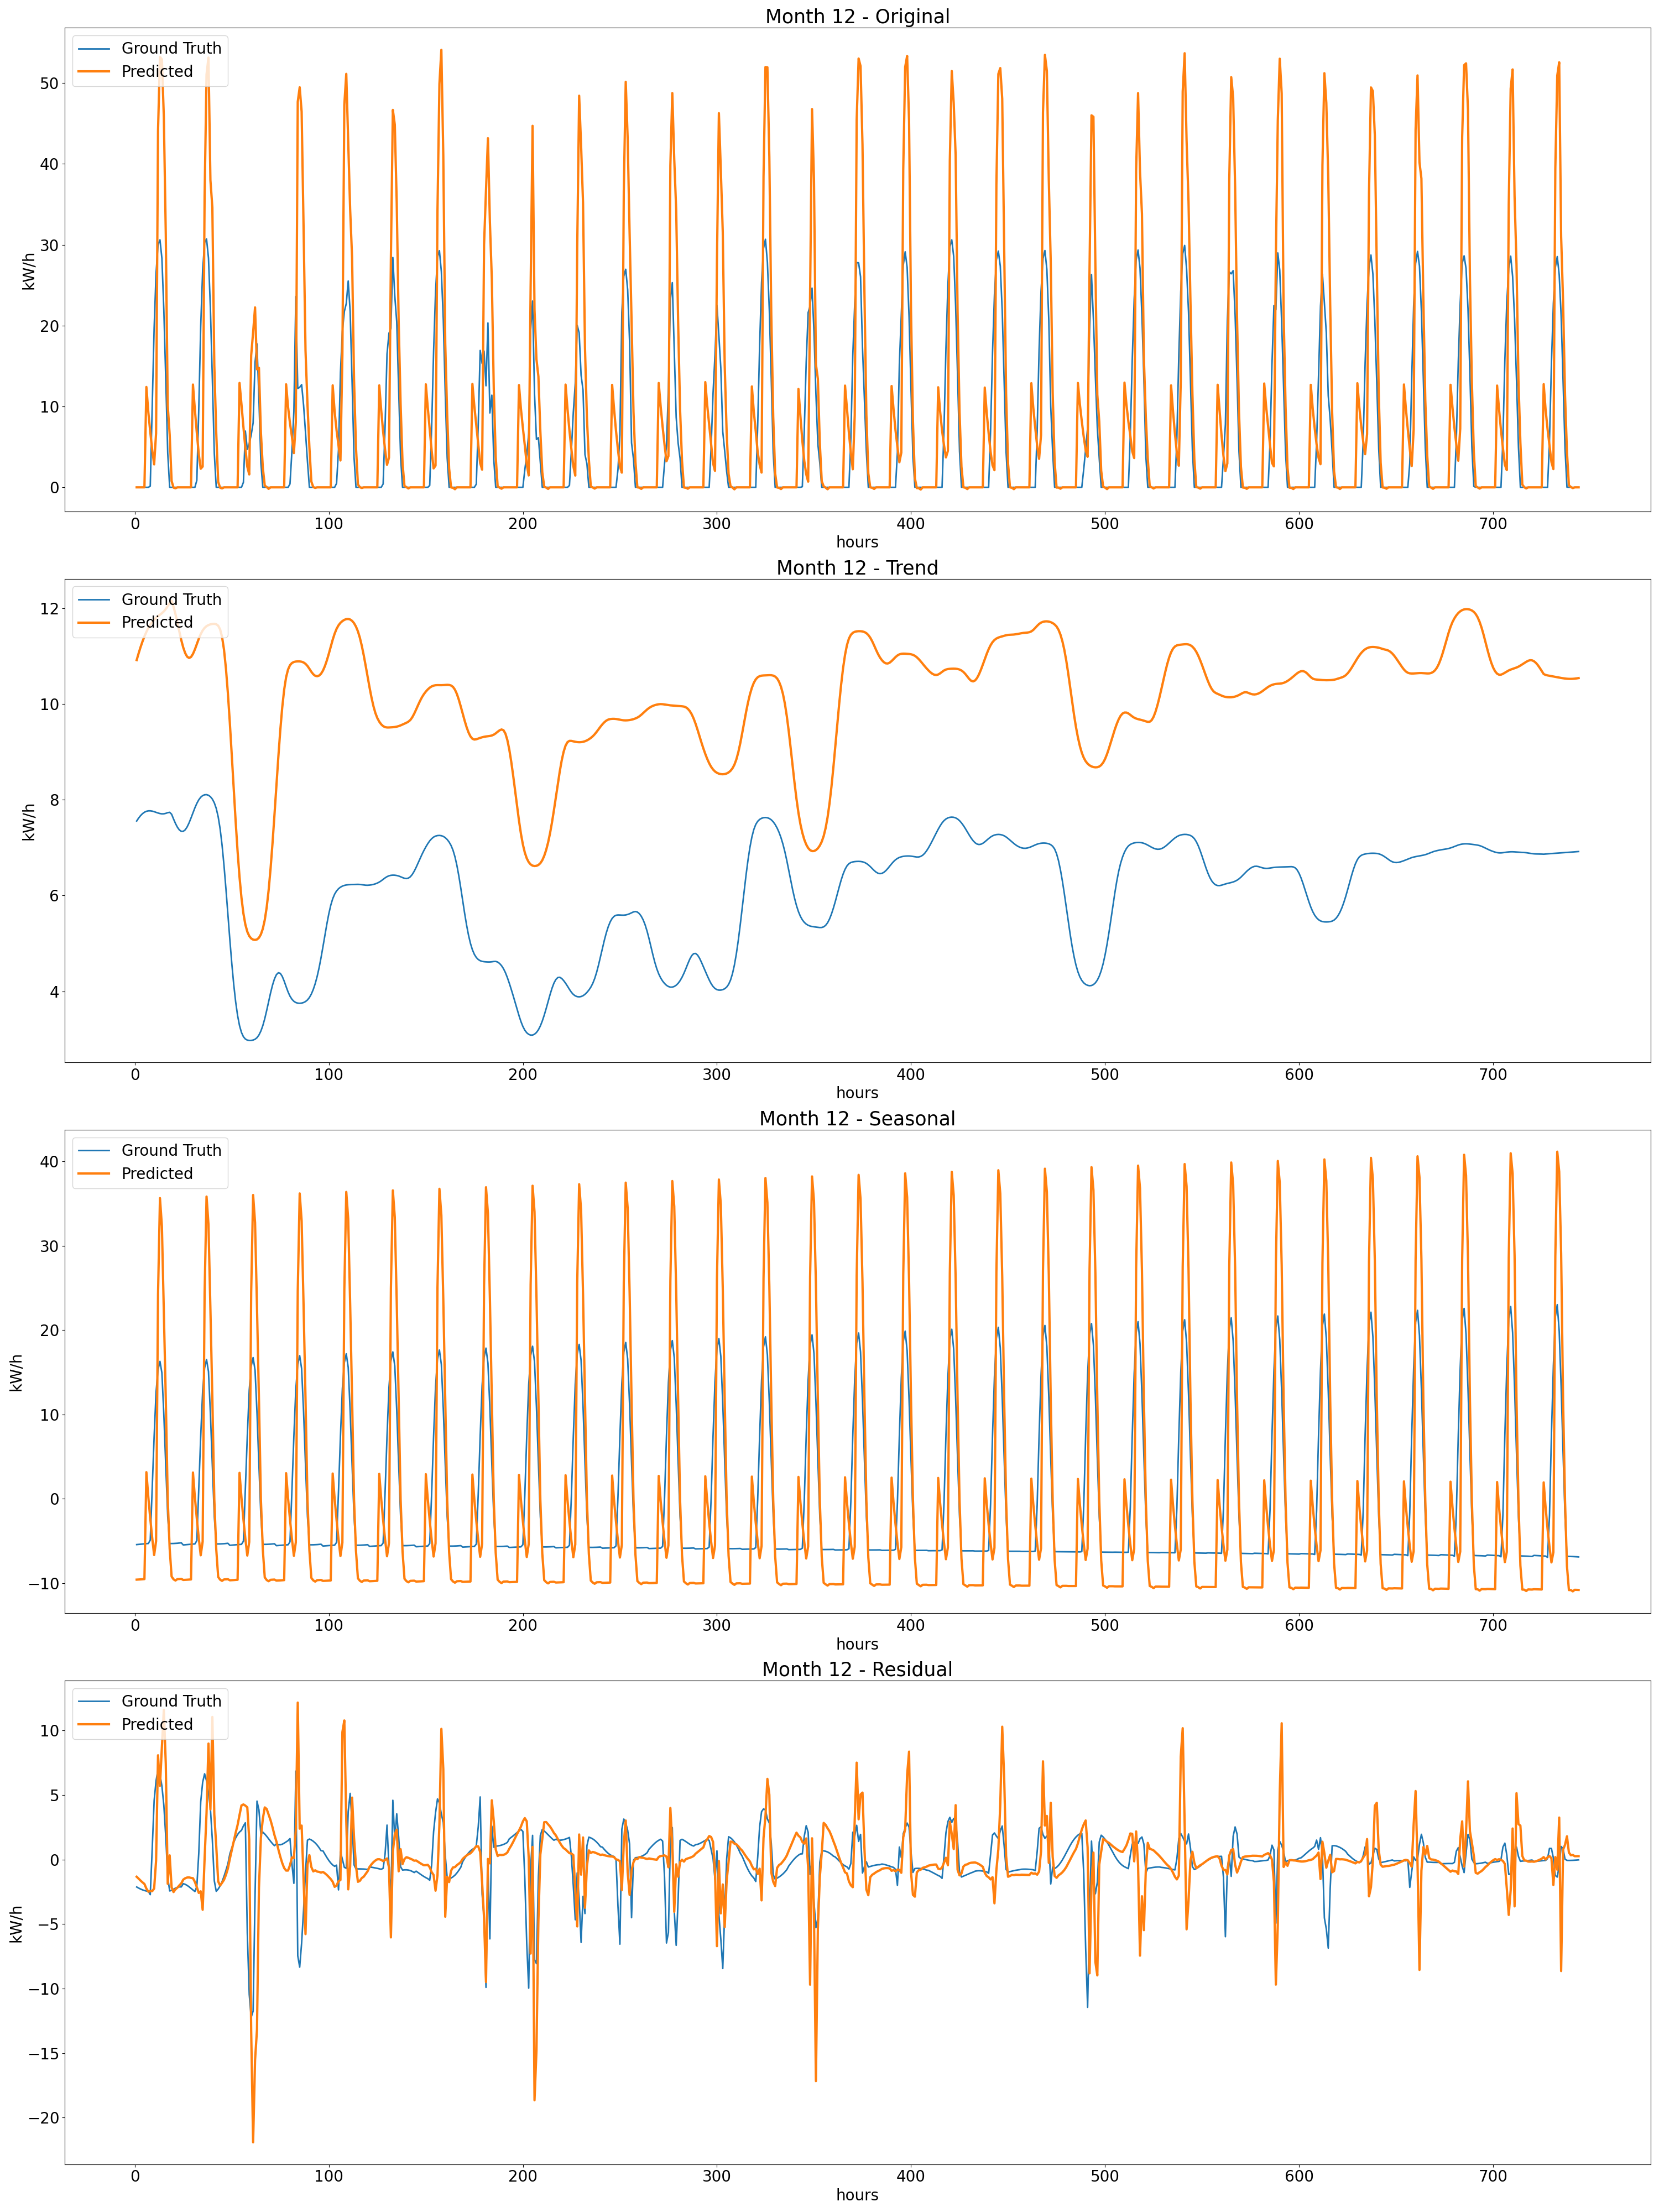 Month 12 - Original
Ground Truth
Predicted
kW/h
50
40
30
20
10
0
0 100 200 300 400 500 600 700
hours
Month 12 - Trend
Ground Truth
Predicted
kW/h
12
10
8
6
4
0 100 200 300 400 500 600 700
hours
Month 12 - Seasonal
Ground Truth
Predicted
kW/h
40
30
20
10
0
−10
0 100 200 300 400 500 600 700
hours
Month 12 - Residual
Ground Truth
Predicted
kW/h
10
5
0
−5
−10
−15
−20
0 100 200 300 400 500 600 700
hours